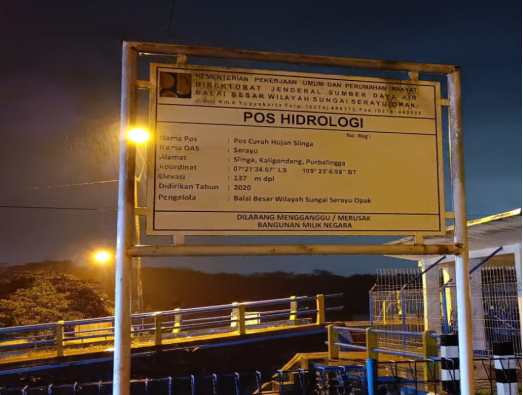 KEMENTERIAN PEKERJAAN UMUM DAN PERUMAHAN RAKYAT
DIREKTORAT JENDERAL SUMBER DAYA AIR
BALAI BESAR WILAYAH SUNGAI SERAYU OPAK
Yogyakarta Telp.
POS HIDROLOGI
No. Reg :
Nama Pos : Pos Curah Hujan Slinga
Nama DAS : Serayu
Alamat : Slinga, Kaligondang, Purbalingga
Koordinat : 07°21'34.57" LS 109° 23'6.98" BT
Elevasi : 137 m dpl
Didirikan Tahun : 2020
Pengelola : Balai Besar Wilayah Sungai Serayu Opak
DILARANG MENGGANGGU / MERUSAK
BANGUNAN MILIK NEGARA